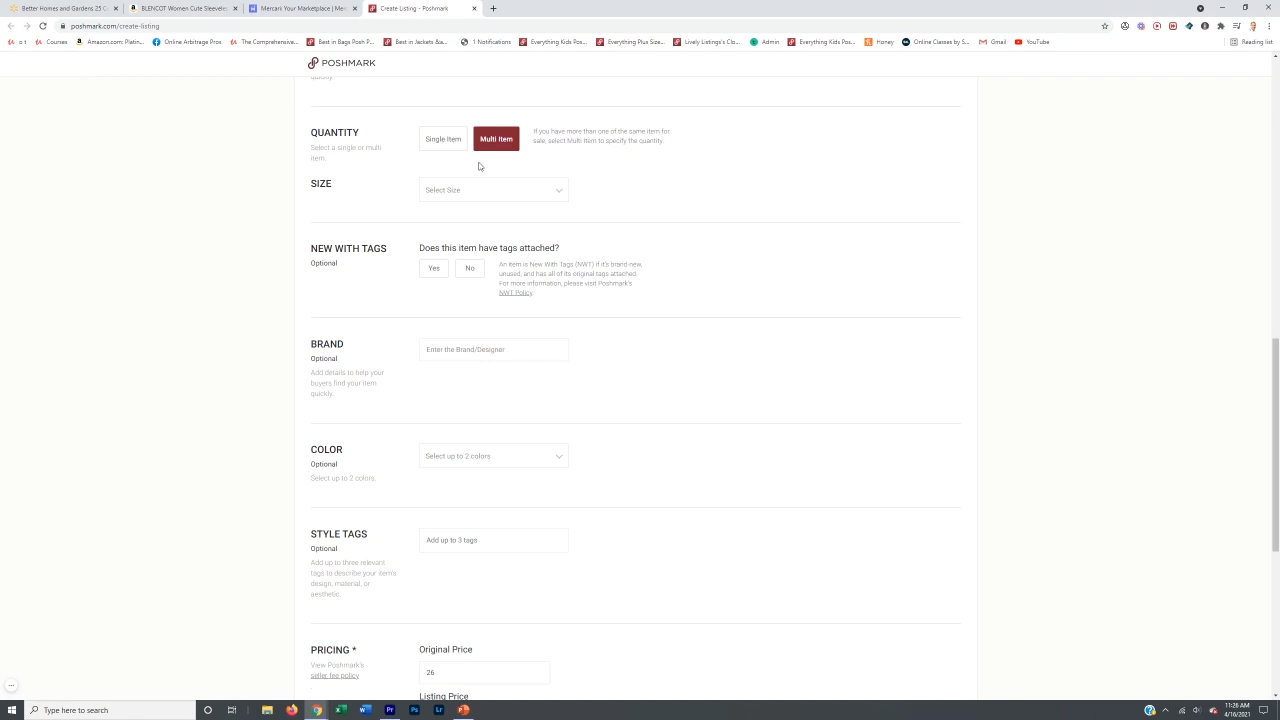 Better Homes and Gardens 25 C
BLENCOT Women Cute Sleevele
Mercari Your Marketplace | Mer
Create Listing - Poshmark
poshmark.com/create-listing
o t
Courses
Amazon.com: Platin...
Online Arbitrage Pros
The Comprehensive...
Best in Bags Posh P...
Best in Jackets &a...
1 Notifications
Everything Kids Pos...
Everything Plus Size...
Lively Listings's Clo...
Admin
Everything Kids Pos...
Honey
Online Classes by S...
Gmail
YouTube
Reading list
POSHMARK
quickly.
QUANTITY
Select a single or multi
item.
Single Item
Multi Item
If you have more than one of the same item for
sale, select Multi Item to specify the quantity.
SIZE
Select Size
NEW WITH TAGS
Optional
Does this item have tags attached?
Yes
No
An item is New With Tags (NWT) if it's brand-new,
unused, and has all of its original tags attached.
For more information, please visit Poshmark's
NWT Policy.
BRAND
Optional
Add details to help your
buyers find your item
quickly.
Enter the Brand/Designer
COLOR
Optional
Select up to 2 colors.
Select up to 2 colors
STYLE TAGS
Optional
Add up to three relevant
tags to describe your item's
design, material, or
aesthetic.
Add up to 3 tags
PRICING *
View Poshmark's
seller fee policy
.
Original Price
26
Listing Price
Type here to search
11:26 AM
4/16/2021